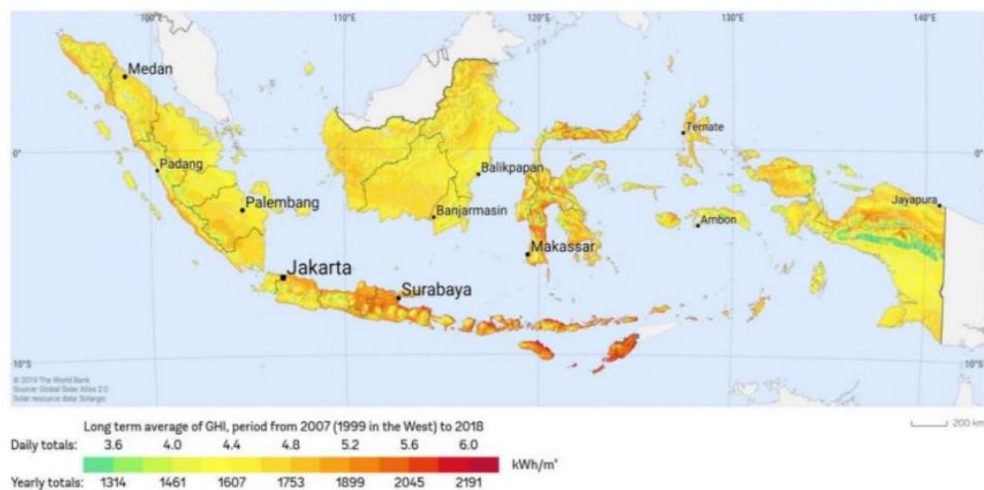 100°E 110°E 120°E 130°E 140°E
Medan
Ternate
0° 0°
Padang
Balikpapan
Palembang
Jayapura
Banjarmasin
Ambon
Makassar
Jakarta
Surabaya
10°S 10°S
© 2019 The World Bank
Source: Global Solar Atlas 2.0
Solar resource data: Solargis
200 km
Long term average of GHI, period from 2007 (1999 in the West) to 2018
Daily totals: 3.6 4.0 4.4 4.8 5.2 5.6 6.0
kWh/m²
Yearly totals: 1314 1461 1607 1753 1899 2045 2191